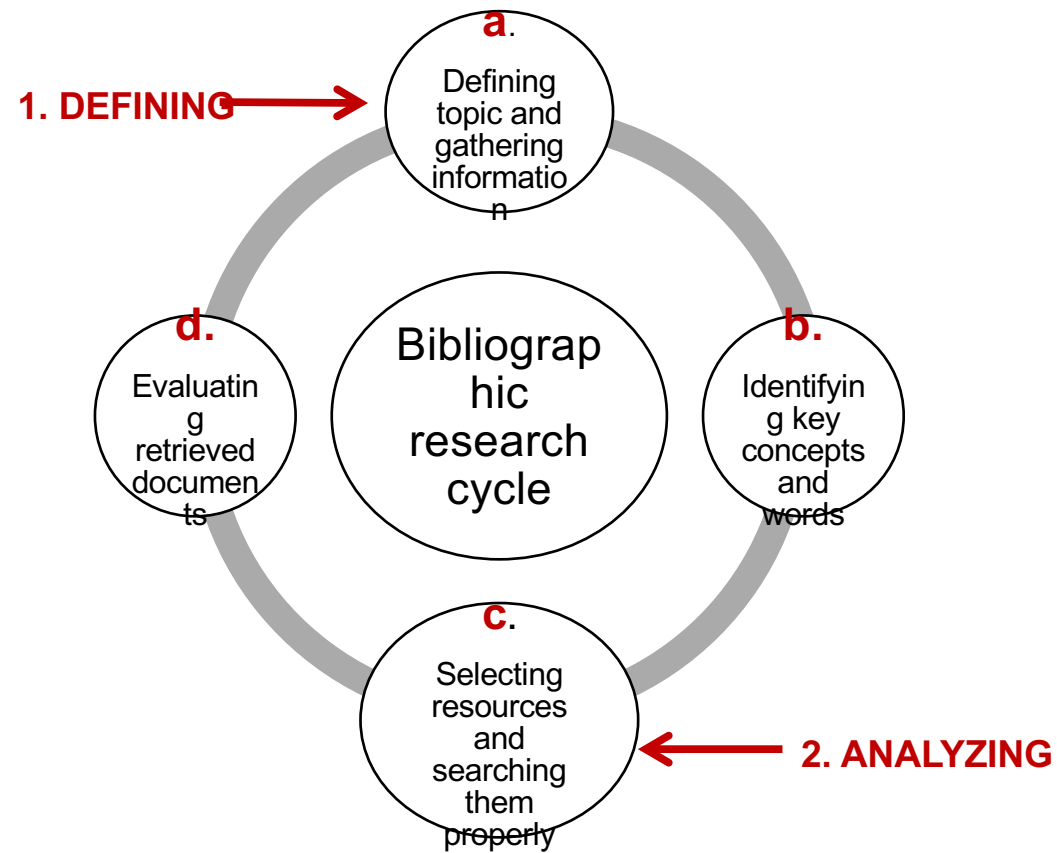 a.
Defining
topic and
gathering
informatio
n
1. DEFINING
d.
Evaluatin
g
retrieved
documen
ts
Bibliograp
hic
research
cycle
b.
Identifyin
g key
concepts
and
words
c.
Selecting
resources
and
searching
them
properly
2. ANALYZING